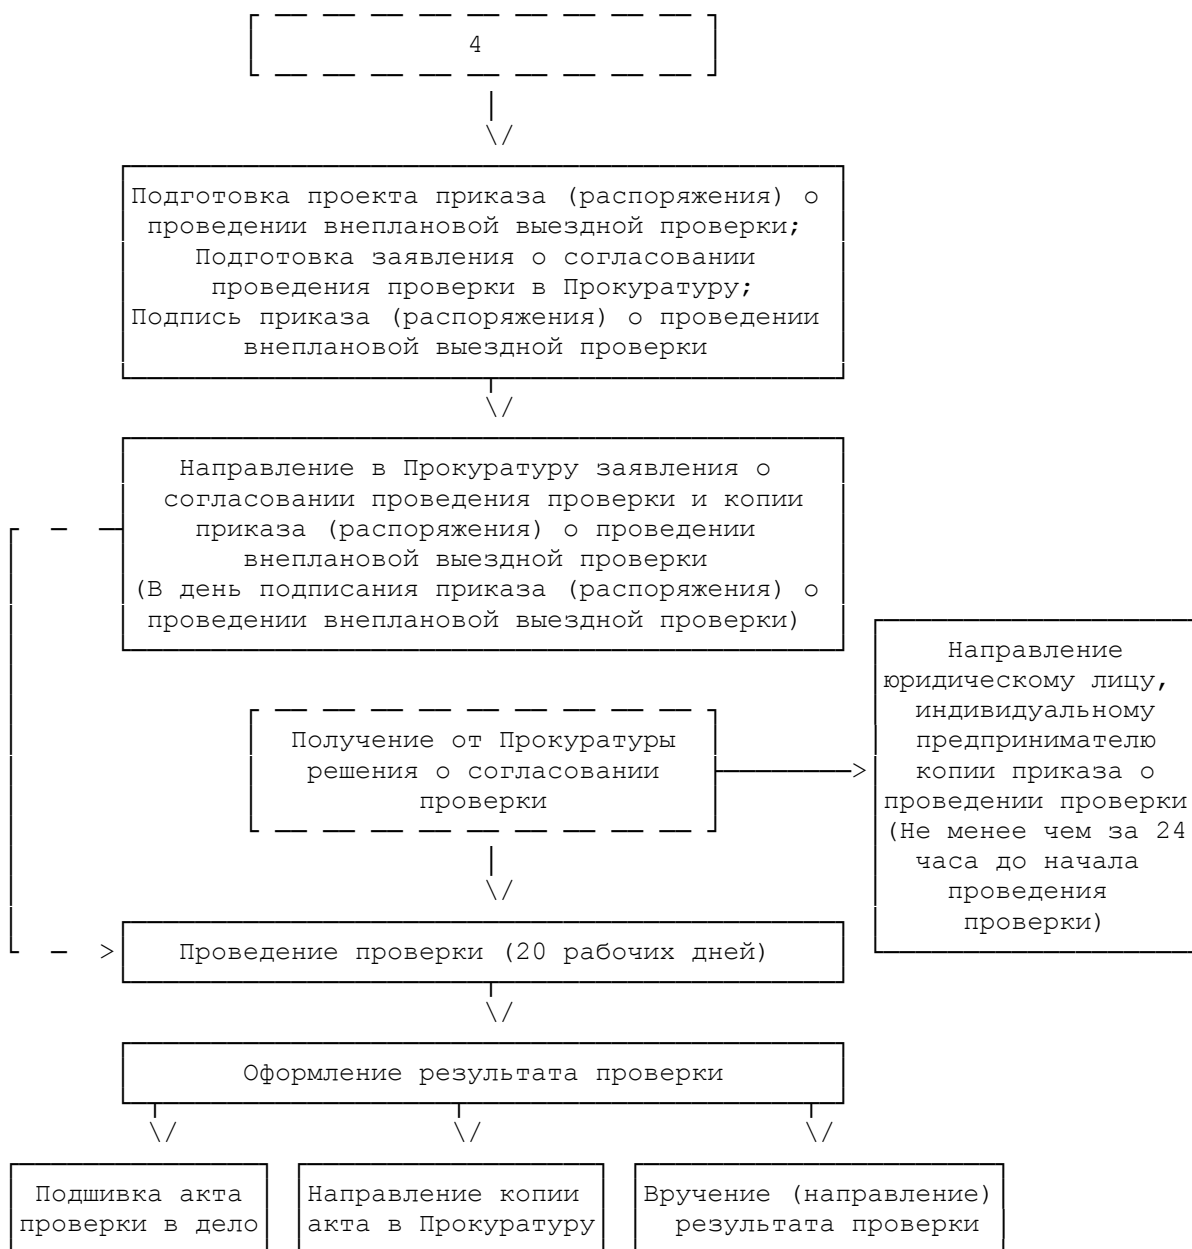 4
Подготовка проекта приказа (распоряжения) о
проведении внеплановой выездной проверки;
Подготовка заявления о согласовании
проведения проверки в Прокуратуру;
Подпись приказа (распоряжения) о проведении
внеплановой выездной проверки
Направление в Прокуратуру заявления о
согласовании проведения проверки и копии
приказа (распоряжения) о проведении
внеплановой выездной проверки
(В день подписания приказа (распоряжения) о
проведении внеплановой выездной проверки)
Получение от Прокуратуры
решения о согласовании
проверки
Направление
юридическому лицу,
индивидуальному
предпринимателю
копии приказа о
проведении проверки
(Не менее чем за 24
часа до начала
проведения
проверки)
Проведение проверки (20 рабочих дней)
Оформление результата проверки
Подшивка акта
проверки в дело
Направление копии
акта в Прокуратуру
Вручение (направление)
результата проверки